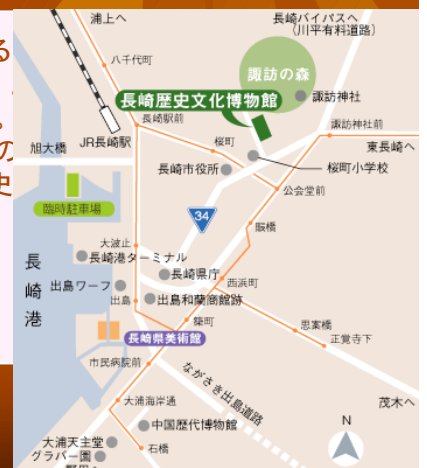 る
。
の
史
浦上へ
長崎バイパスへ
(川平有料道路)
八千代町
諏訪の森
長崎歴史文化博物館
諏訪神社
長崎駅前
諏訪神社前
旭大橋
JR長崎駅
桜町
東長崎へ
長崎市役所
桜町小学校
公会堂前
臨時駐車場
34
賑橋
大波止
長崎港ターミナル
長崎港
長崎県庁
西浜町
出島ワーフ
出島
出島和蘭商館跡
築町
思案橋
正覚寺下
長崎県美術館
市民病院前
ながさき出島道路
茂木へ
大浦海岸通
中国歴代博物館
N
大浦天主堂
石橋
グラバー園